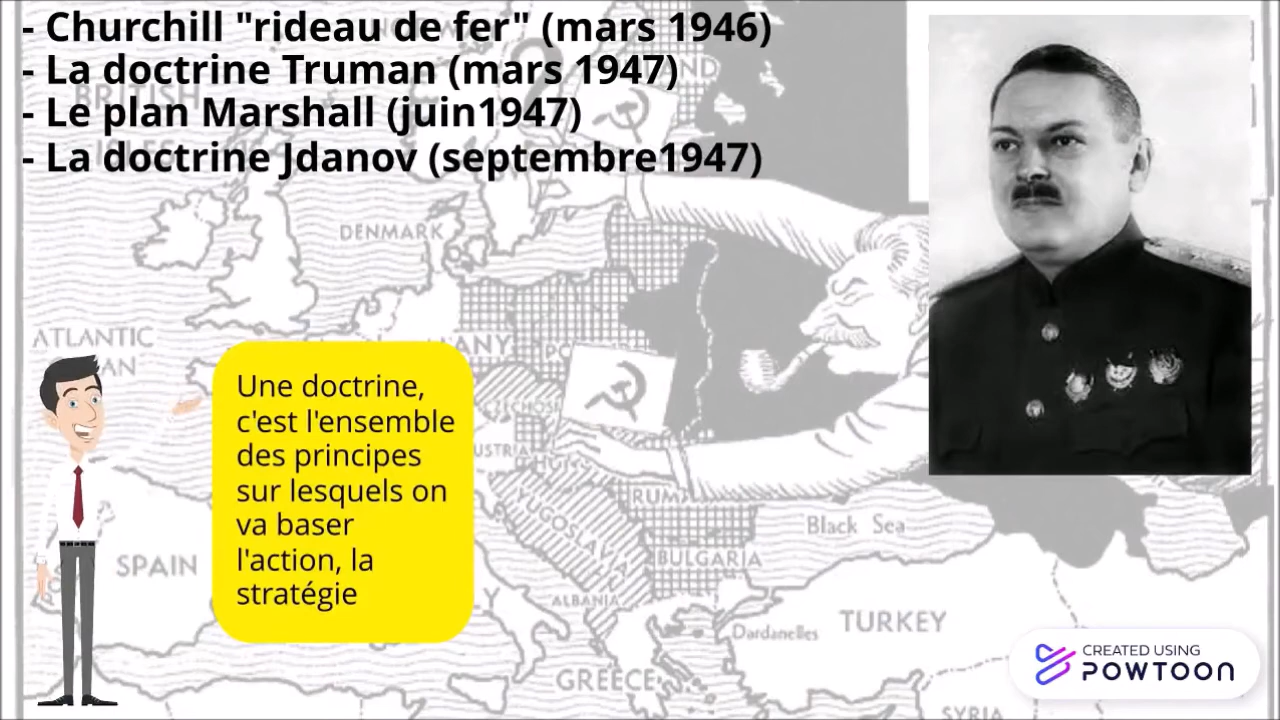 - Churchill "rideau de fer" (mars 1946)
- La doctrine Truman (mars 1947)
- Le plan Marshall (juin1947)
- La doctrine Jdanov (septembre1947)
BRITISH
DENMARK
ATLANTIC
Une doctrine,
c'est l'ensemble
des principes
sur lesquels on
va baser
l'action, la
stratégie
YUGOSLAVIA
Black Sea
BULGARIA
SPAIN
ALBANIA
Dardanelles
TURKEY
GREECE
SYRIA
CREATED USING
POWTOON